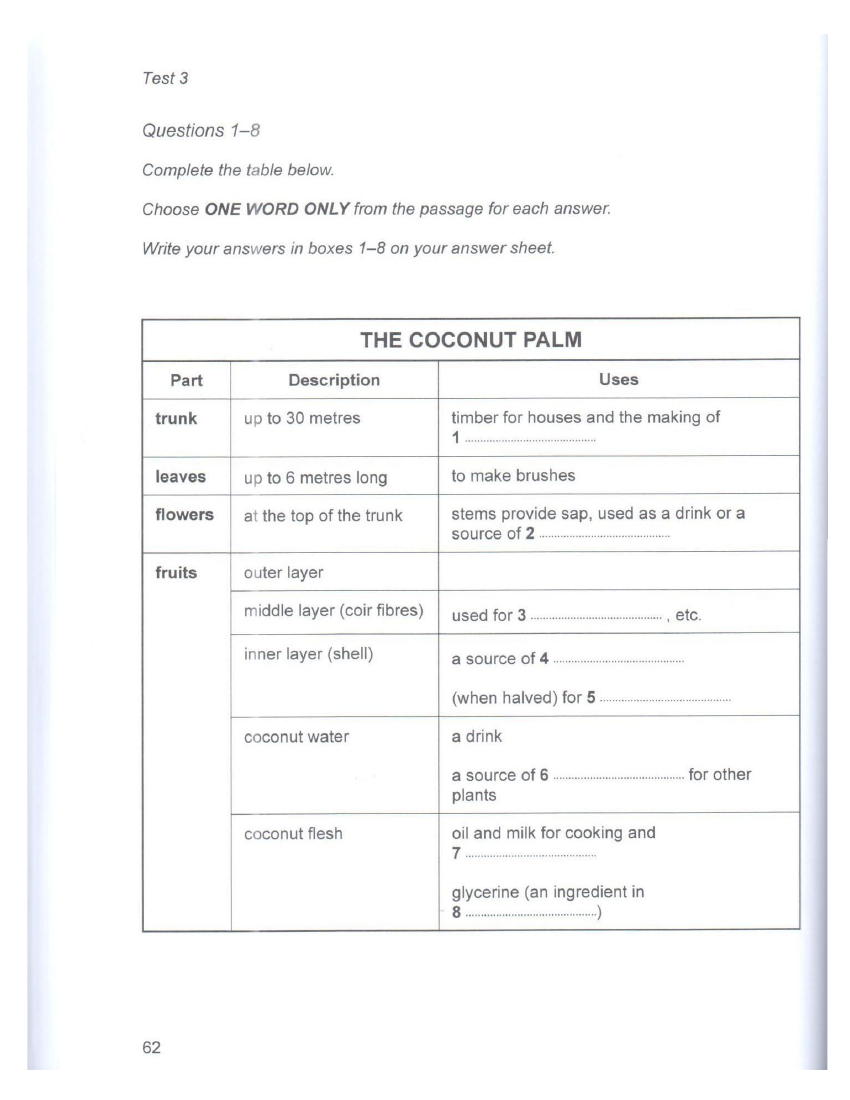 Test 3
Questions 1–8
Complete the table below.
Choose ONE WORD ONLY from the passage for each answer.
Write your answers in boxes 1–8 on your answer sheet.
THE COCONUT PALM
Part Description Uses
trunk up to 30 metres timber for houses and the making of
1 ............................................
leaves up to 6 metres long to make brushes
flowers at the top of the trunk stems provide sap, used as a drink or a
source of 2 ............................................
fruits outer layer
middle layer (coir fibres) used for 3 ............................................ , etc.
inner layer (shell) a source of 4 ............................................
(when halved) for 5 ............................................
coconut water a drink
a source of 6 ............................................ for other
plants
coconut flesh oil and milk for cooking and
7 ............................................
glycerine (an ingredient in
8 ............................................)
62